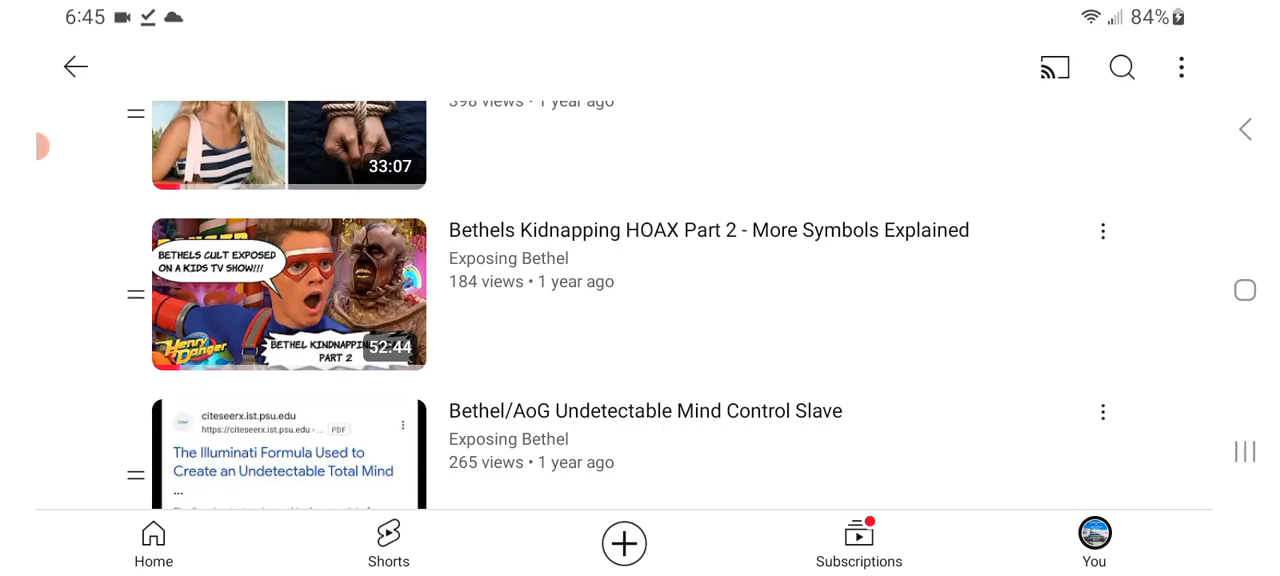 6:45
84%
398 views • 1 year ago
33:07
DANGER
BETHELS CULT EXPOSED
ON A KIDS TV SHOW!!!
Henry
Danger
BETHEL KINDNAPPIN
PART 2
52:44
Bethels Kidnapping HOAX Part 2 - More Symbols Explained
Exposing Bethel
184 views • 1 year ago
citeseerx.ist.psu.edu
https://citeseerx.ist.psu.edu › ... PDF
The Illuminati Formula Used to
Create an Undetectable Total Mind
...
Bethel/AoG Undetectable Mind Control Slave
Exposing Bethel
265 views • 1 year ago
Home
Shorts
Subscriptions
You